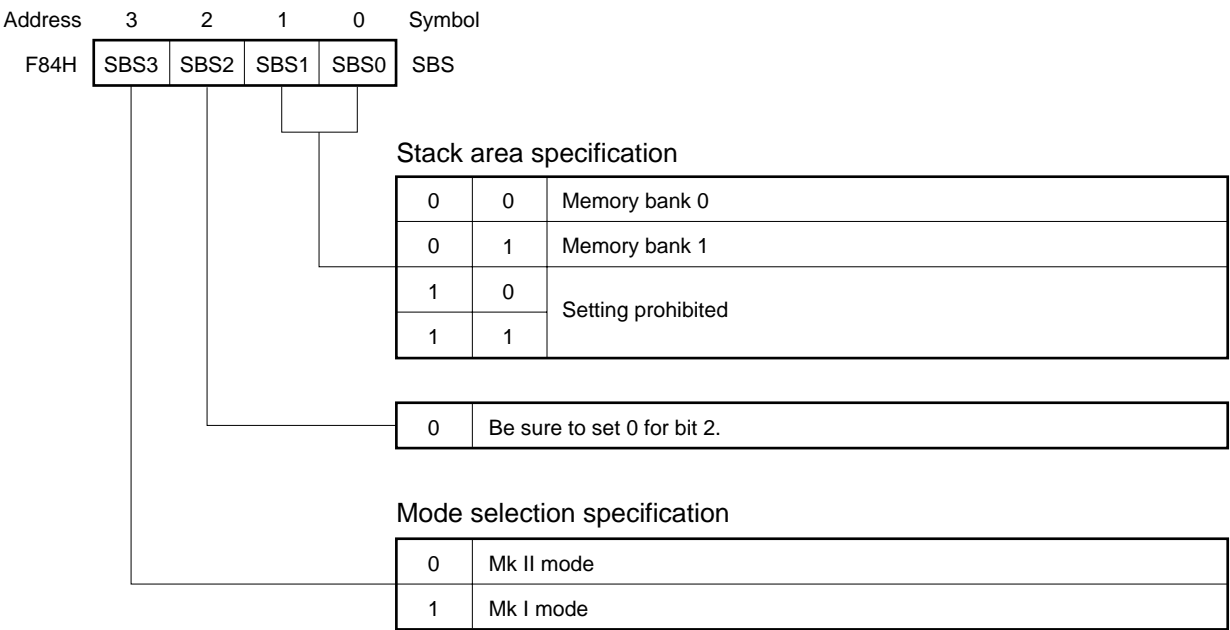 Address 3 2 1 0 Symbol
F84H SBS3 SBS2 SBS1 SBS0 SBS
Stack area specification
0 0 Memory bank 0
0 1 Memory bank 1
1 0 Setting prohibited
1 1
0 Be sure to set 0 for bit 2.
Mode selection specification
0 Mk II mode
1 Mk I mode